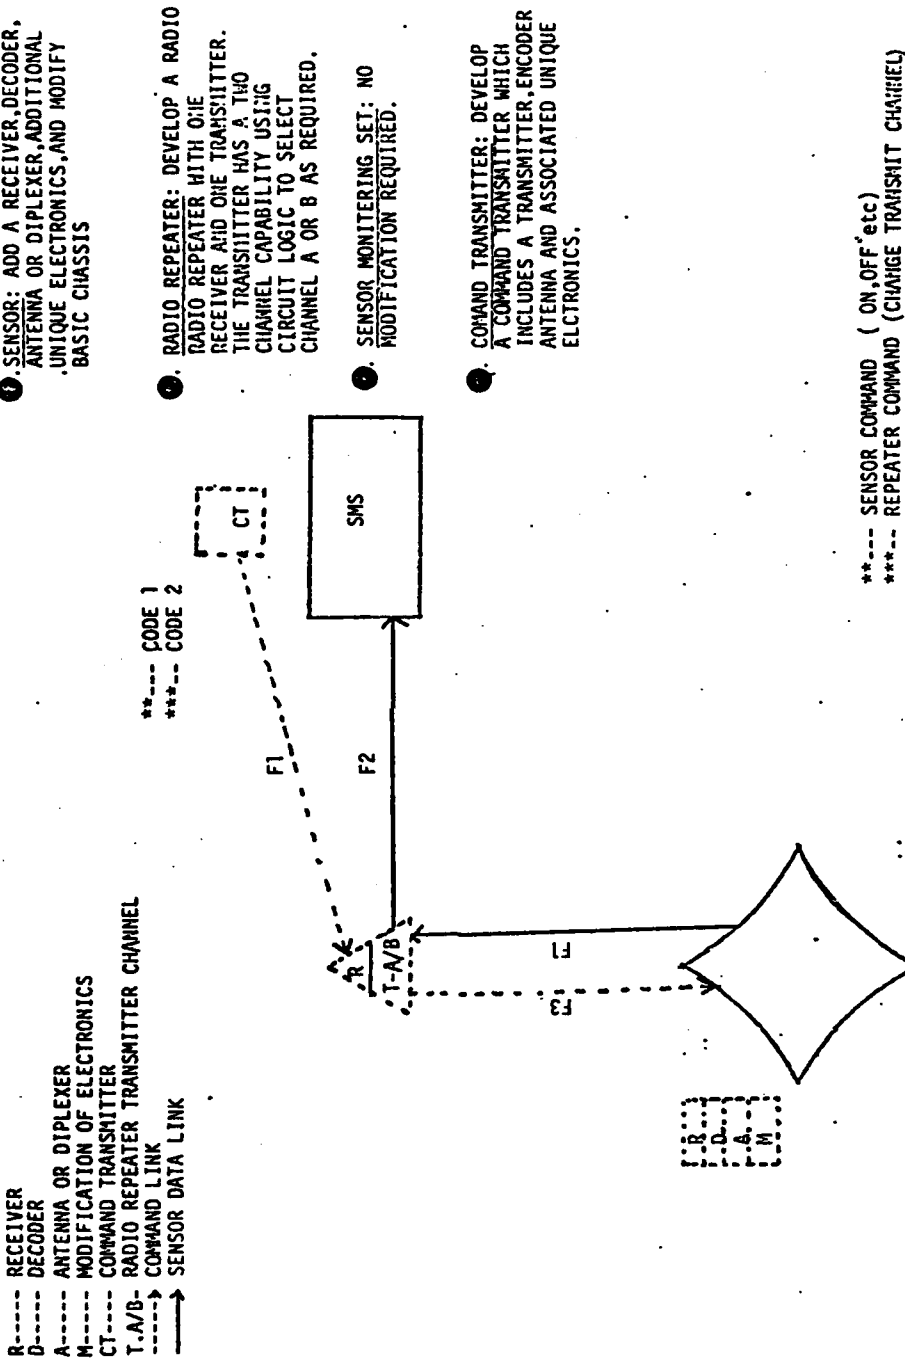 R----- RECEIVER
D----- DECODER
A----- ANTENNA OR DIPLEXER
M----- MODIFICATION OF ELECTRONICS
CT---- COMMAND TRANSMITTER
T.A/B- RADIO REPEATER TRANSMITTER CHANNEL
COMMAND LINK
SENSOR DATA LINK
**--- CODE 1
***-- CODE 2
CT
SMS
F1
F2
R
T-A/B
F1
F3
R
D
A
M
SENSOR: ADD A RECEIVER,DECODER,
ANTENNA OR DIPLEXER,ADDITIONAL
,UNIQUE ELECTRONICS,AND MODIFY
BASIC CHASSIS
RADIO REPEATER: DEVELOP A RADIO
RADIO REPEATER WITH ONE
RECEIVER AND ONE TRANSMITTER.
THE TRANSMITTER HAS A TWO
CHANNEL CAPABILITY USING
CIRCUIT LOGIC TO SELECT
CHANNEL A OR B AS REQUIRED.
SENSOR MONITERING SET: NO
MODIFICATION REQUIRED.
COMAND TRANSMITTER: DEVELOP
A COMMAND TRANSMITTER WHICH
INCLUDES A TRANSMITTER,ENCODER
ANTENNA AND ASSOCIATED UNIQUE
ELCTRONICS.
**--- SENSOR COMMAND ( ON,OFF etc)
***-- REPEATER COMMAND (CHANGE TRANSMIT CHANNEL)